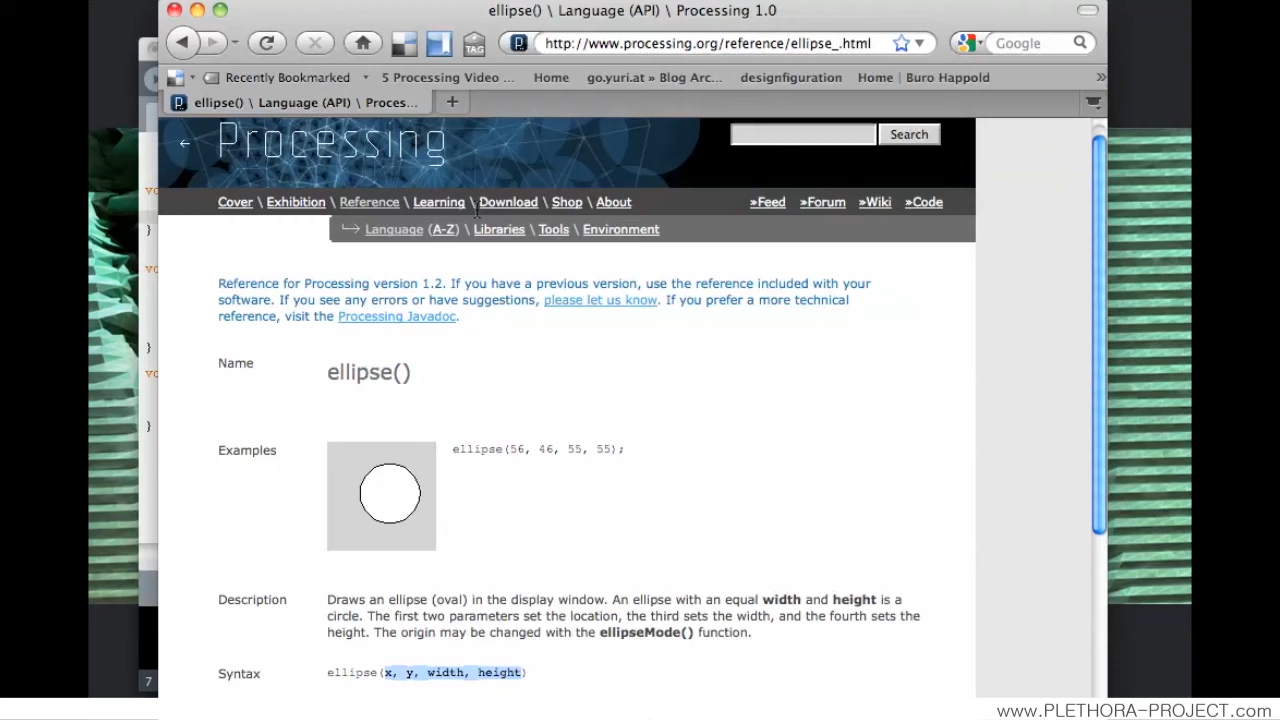 ellipse() \ Language (API) \ Processing 1.0
TAG
http://www.processing.org/reference/ellipse_.html
Google
Recently Bookmarked
5 Processing Video ...
Home
go.yuri.at » Blog Arc...
designfiguration
Home | Buro Happold
»
ellipse() \ Language (API) \ Proces...
+
← Processing
Search
Cover \ Exhibition \ Reference \ Learning \ Download \ Shop \ About
»Feed »Forum »Wiki »Code
Language (A-Z) \ Libraries \ Tools \ Environment
Reference for Processing version 1.2. If you have a previous version, use the reference included with your
software. If you see any errors or have suggestions, please let us know. If you prefer a more technical
reference, visit the Processing Javadoc.
Name
ellipse()
Examples
ellipse(56, 46, 55, 55);
Description
Draws an ellipse (oval) in the display window. An ellipse with an equal width and height is a
circle. The first two parameters set the location, the third sets the width, and the fourth sets the
height. The origin may be changed with the ellipseMode() function.
Syntax
ellipse(x, y, width, height)
vo
}
vo
}
vo
}
7
www.PLETHORA-PROJECT.com